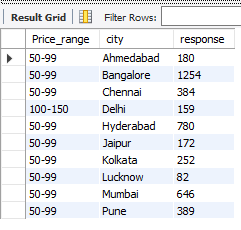 Result Grid Filter Rows:
Price_range city response
50-99 Ahmedabad 180
50-99 Bangalore 1254
50-99 Chennai 384
100-150 Delhi 159
50-99 Hyderabad 780
50-99 Jaipur 172
50-99 Kolkata 252
50-99 Lucknow 82
50-99 Mumbai 646
50-99 Pune 389